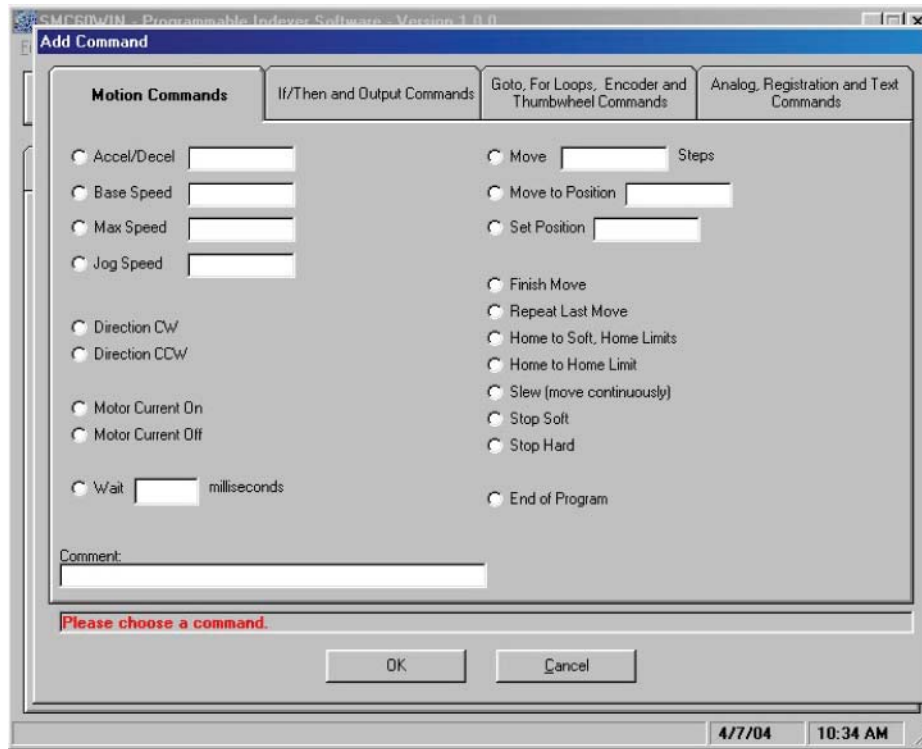 SMC60WIN - Programmable Indexer Software - Version 1.0.0
Add Command
Motion Commands
If/Then and Output Commands
Goto, For Loops, Encoder and
Thumbwheel Commands
Analog, Registration and Text
Commands
Accel/Decel
Base Speed
Max Speed
Jog Speed
Direction CW
Direction CCW
Motor Current On
Motor Current Off
Wait milliseconds
Move Steps
Move to Position
Set Position
Finish Move
Repeat Last Move
Home to Soft, Home Limits
Home to Home Limit
Slew (move continuously)
Stop Soft
Stop Hard
End of Program
Comment:
Please choose a command.
OK
Cancel
4/7/04
10:34 AM